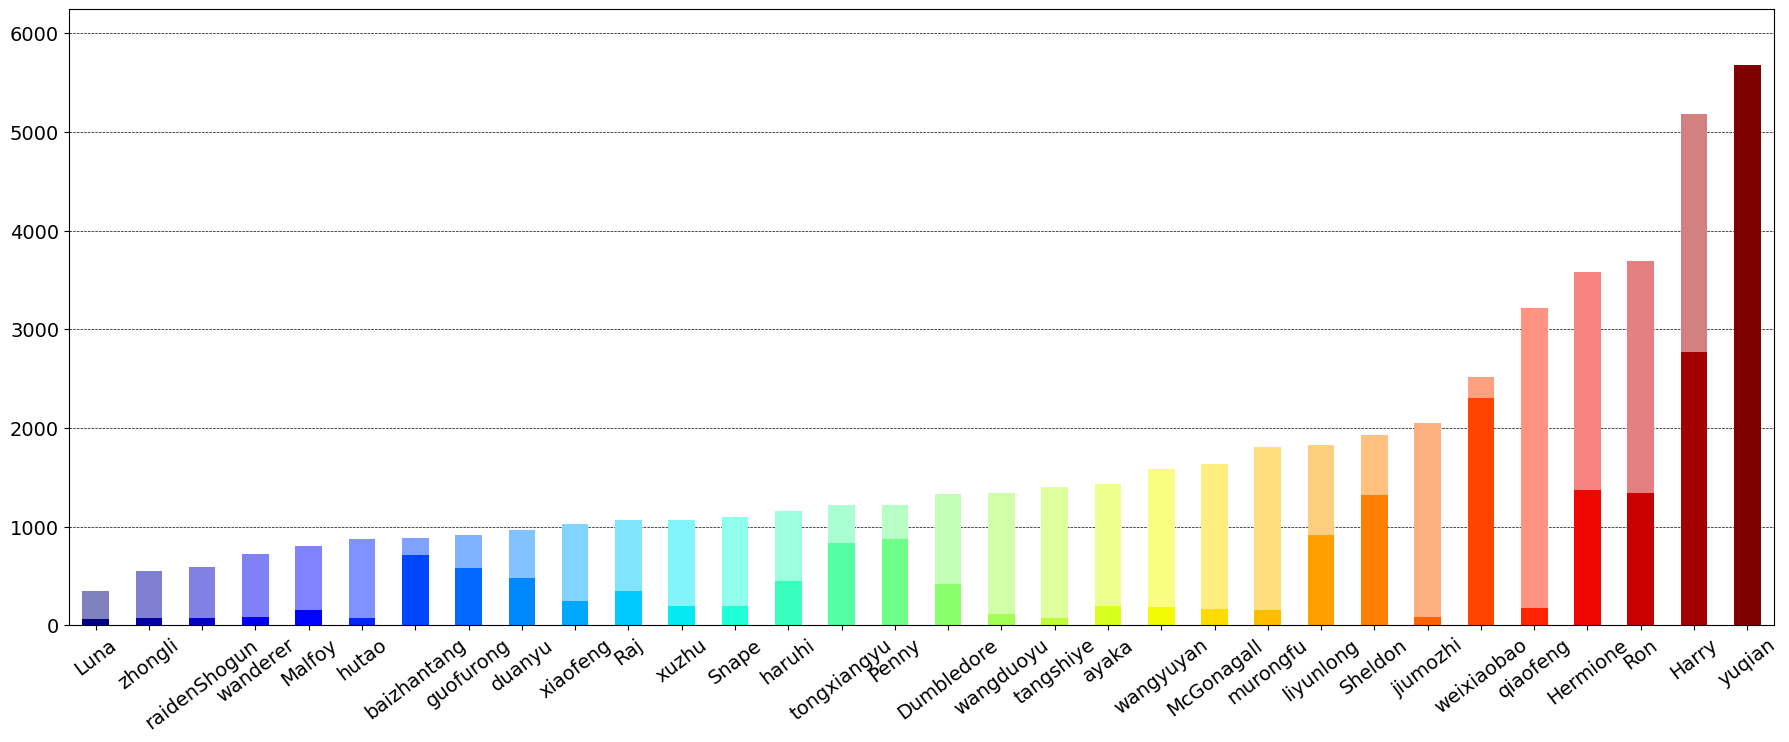 6000
5000
4000
3000
2000
1000
0
Luna
zhongli
raidenShogun
wanderer
Malfoy
hutao
baizhantang
guofurong
duanyu
xiaofeng
Raj
xuzhu
Snape
haruhi
tongxiangyu
Penny
Dumbledore
wangduoyu
tangshiye
ayaka
wangyuyan
McGonagall
murongfu
liyunlong
Sheldon
jiumozhi
weixiaobao
qiaofeng
Hermione
Ron
Harry
yuqian